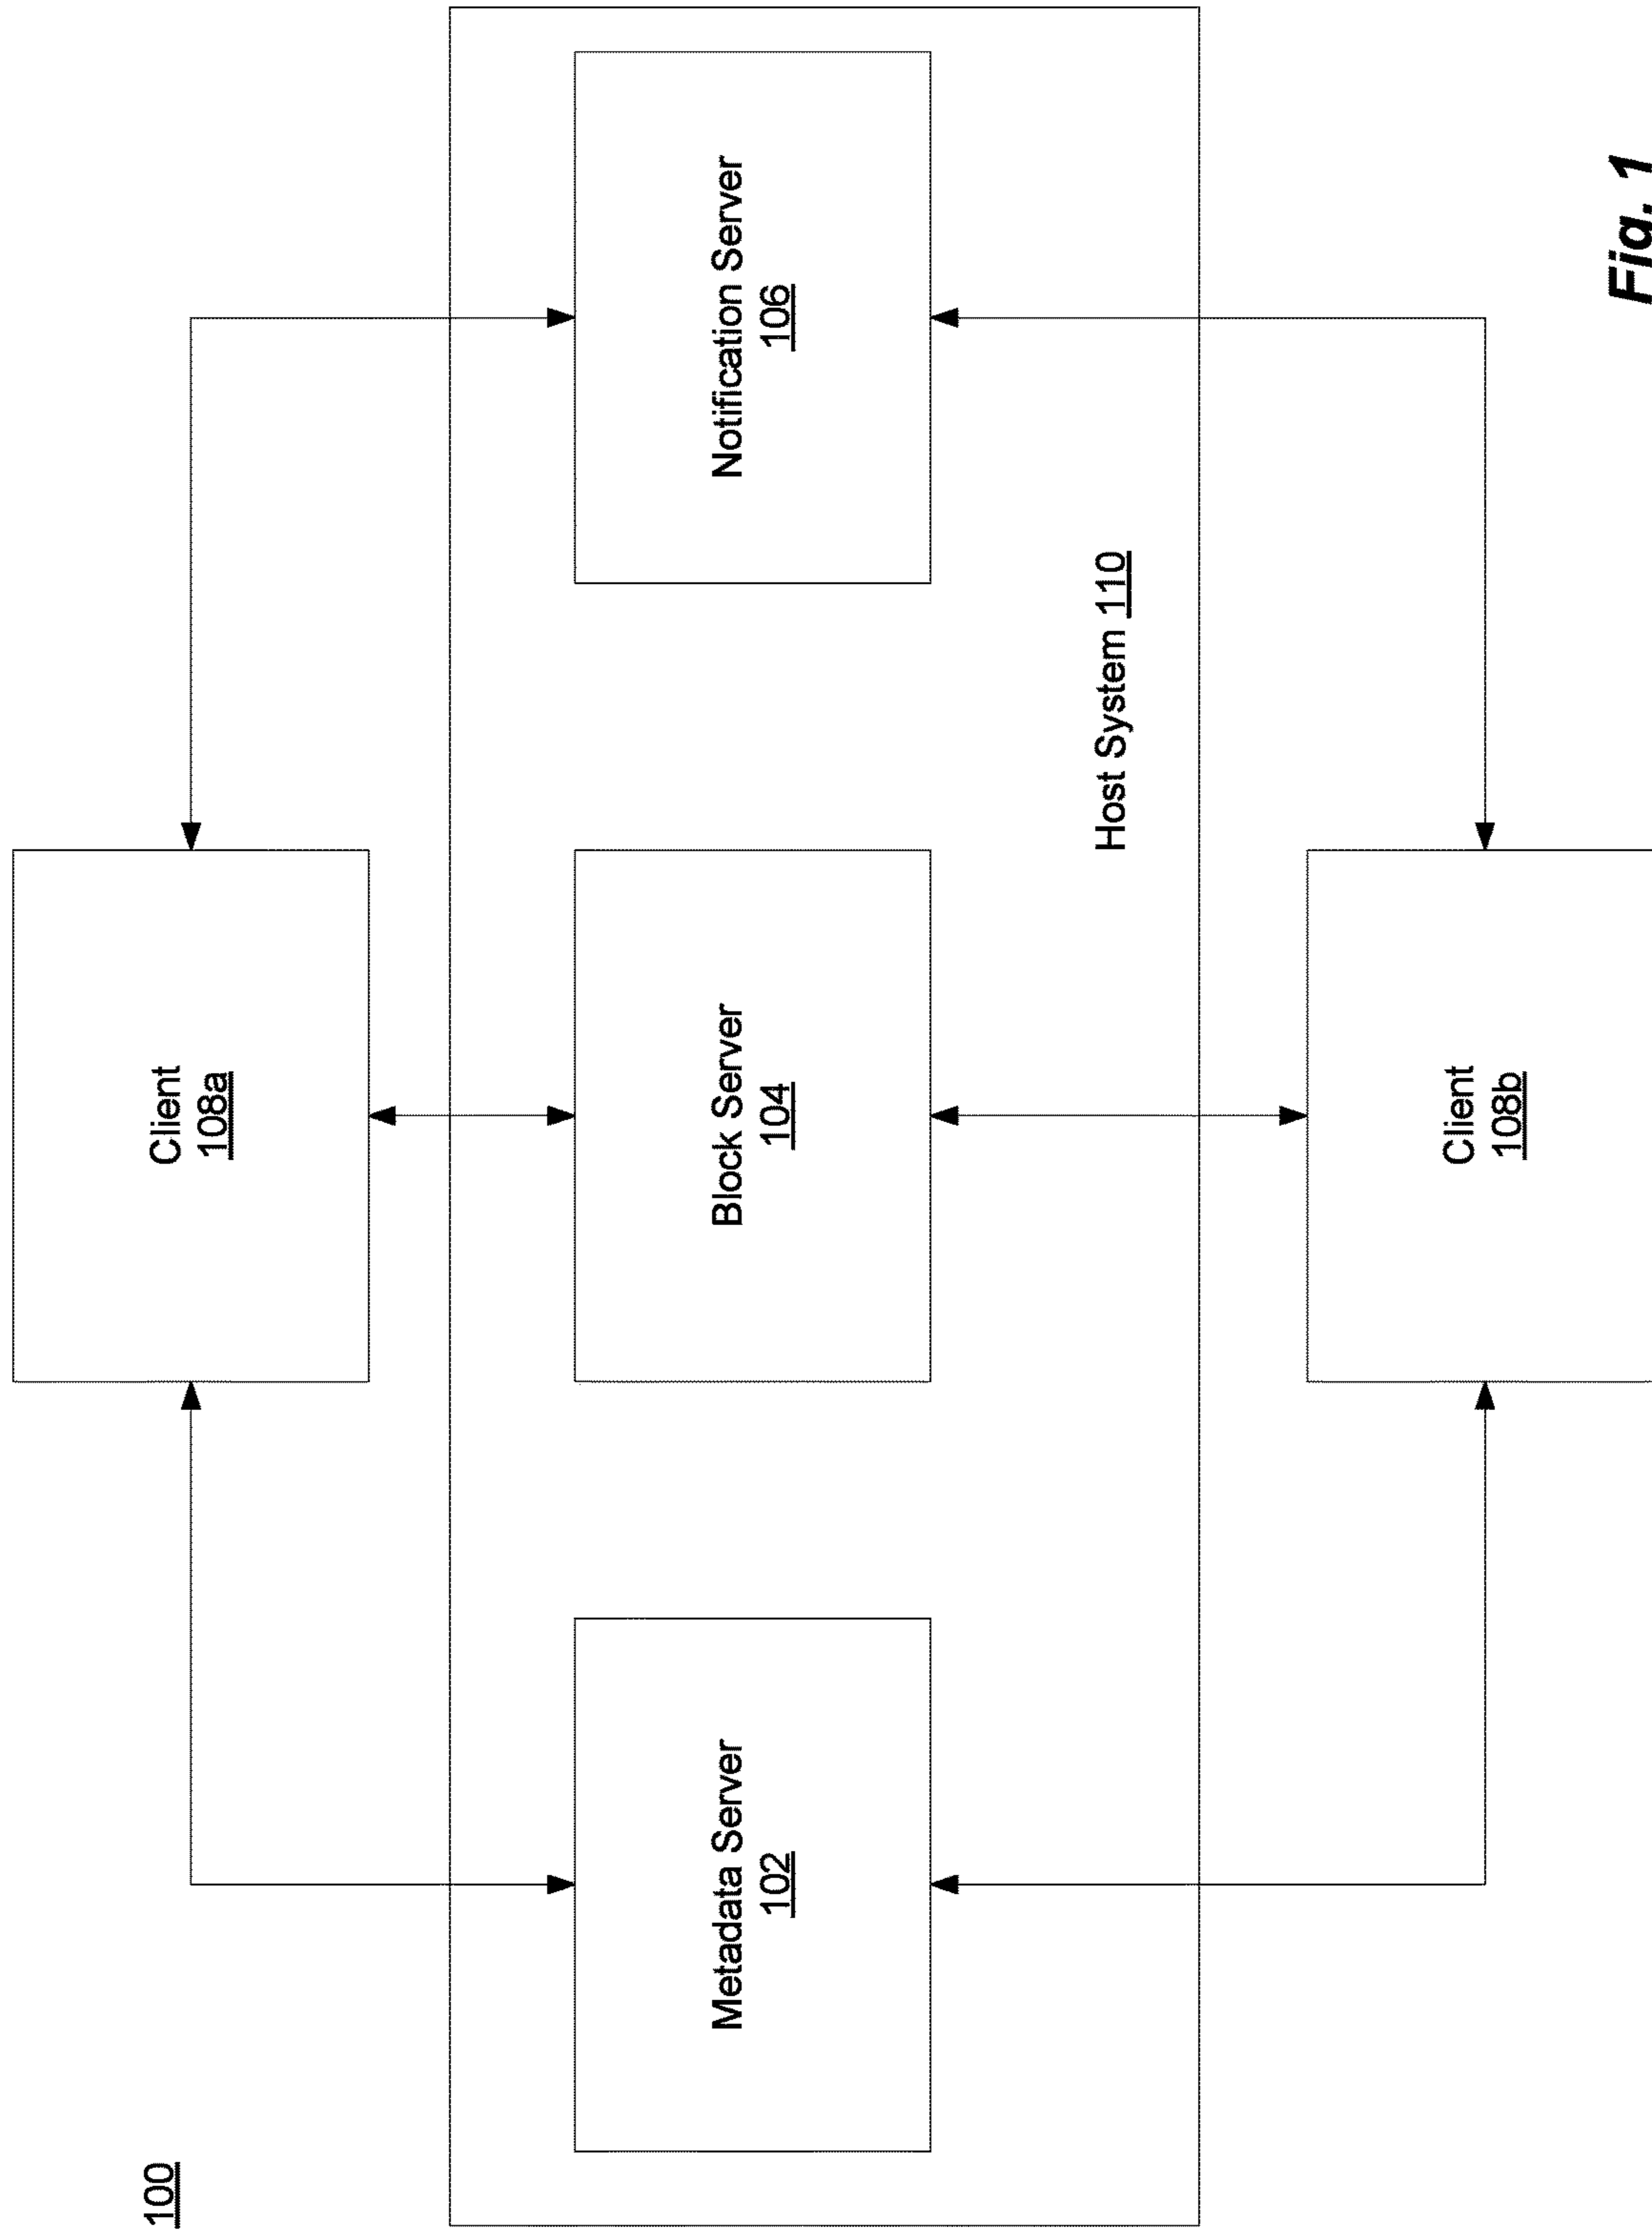 100
Client
108a
Metadata Server
102
Block Server
104
Notification Server
106
Host System 110
Client
108b
Fig. 1